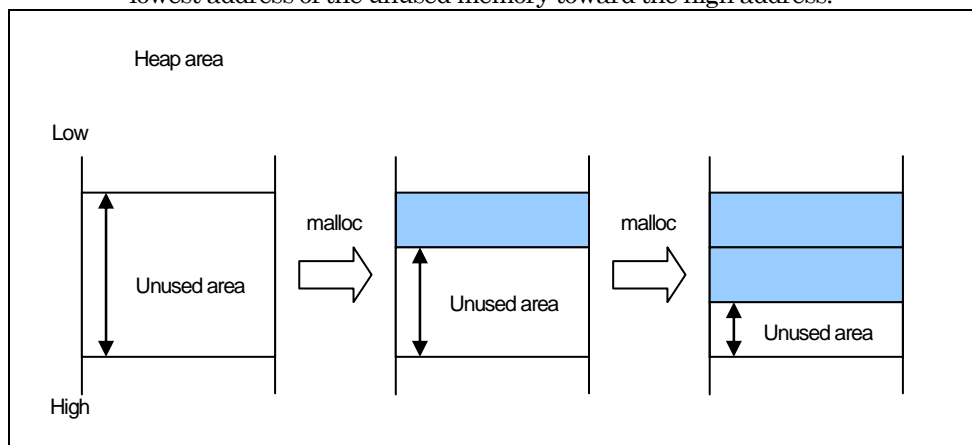 lowest address of the unused memory toward the high address.
Heap area
Low
malloc
malloc
Unused area
Unused area
Unused area
High